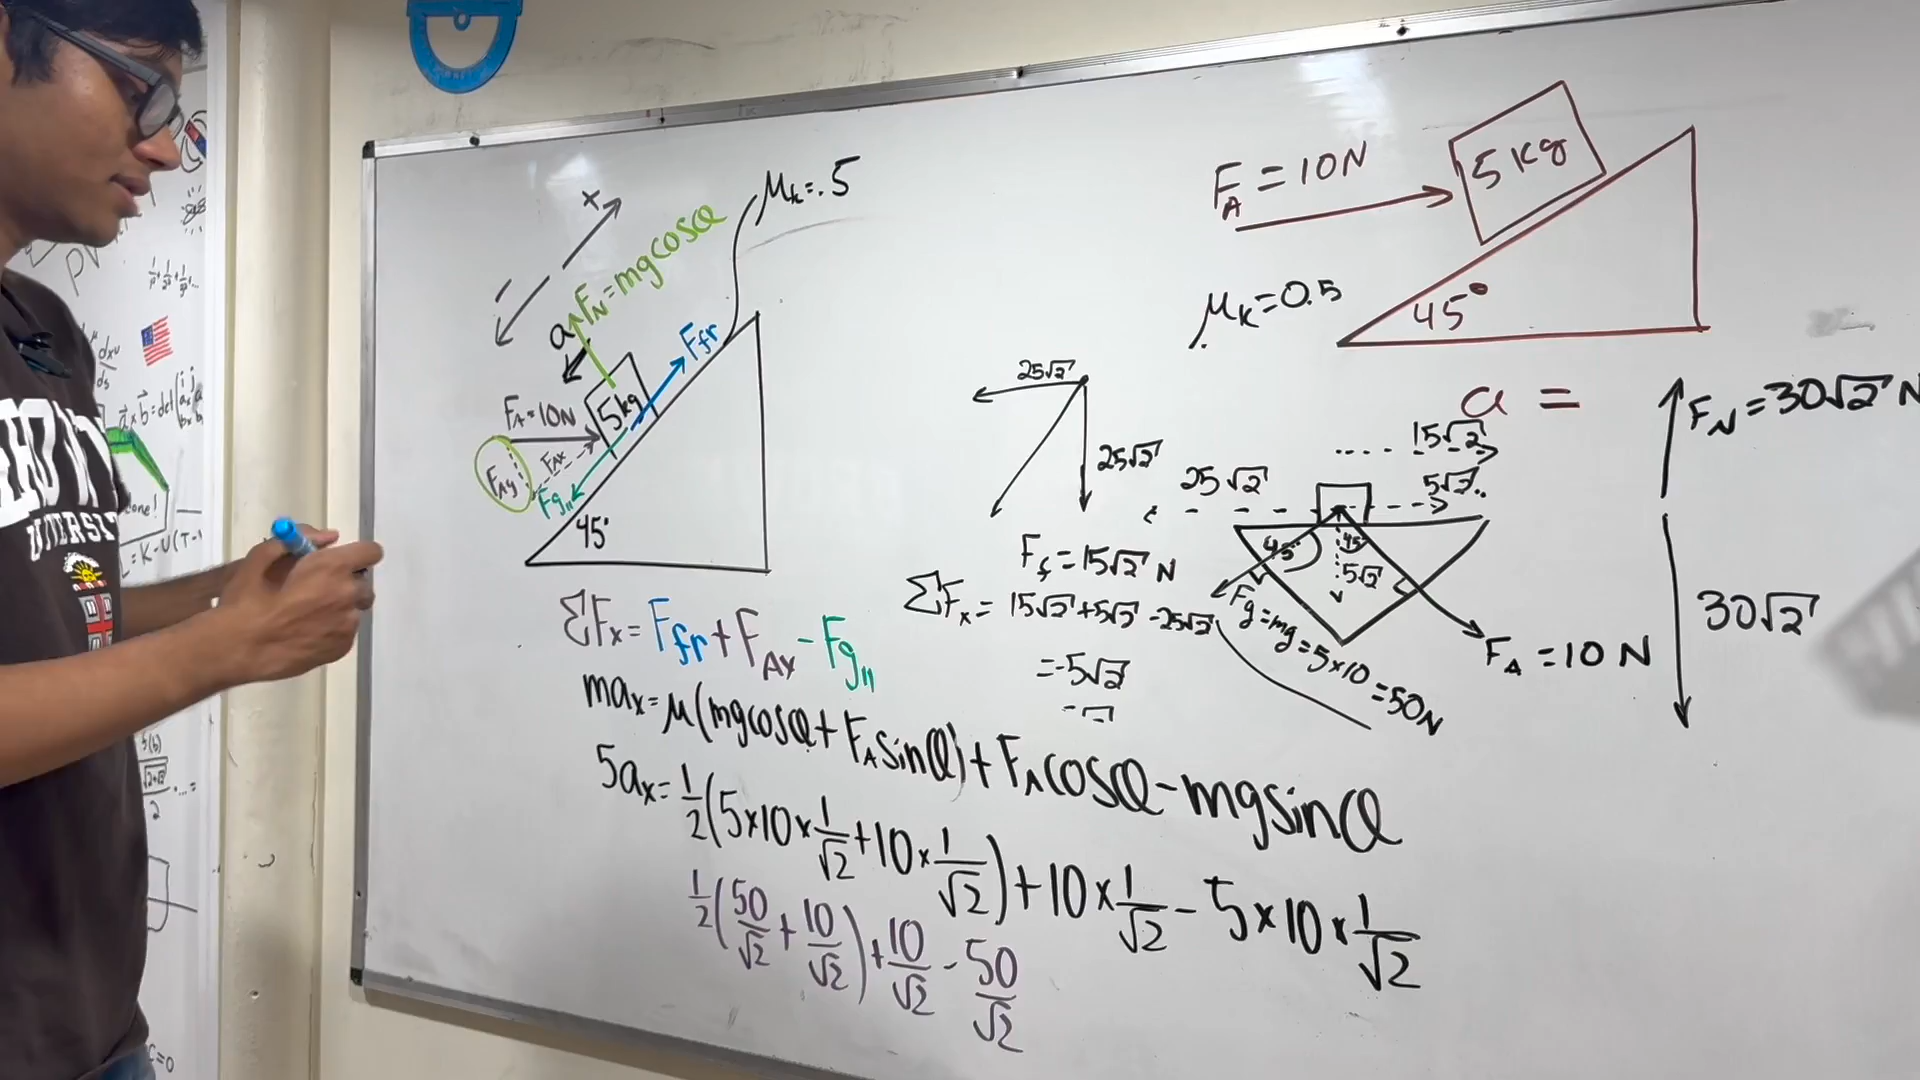 x
−
μk=.5
a
FN=mgcosθ
Ffr
FA=10N
5kg
FAx
FAy
Fg||
45°
ΣFx=Ffr+FAx-Fg||
max=μ(mgcosθ+FAsinθ)+FAcosθ-mgsinθ
5ax=1/2(5×10×1/√2+10×1/√2)+10×1/√2-5×10×1/√2
1/2(50/√2+10/√2)+10/√2-50/√2
FA=10N
5kg
μk=0.5
45°
a =
25√2
25√2
Ff=15√2 N
ΣFx= 15√2+5√2-25√2
=-5√2
15√2
25√2
5√2
45°
45°
5√2
Fg=mg=5×10=50N
FA=10 N
FN=30√2 N
30√2
UNIVERSITY
L=K-U(T-